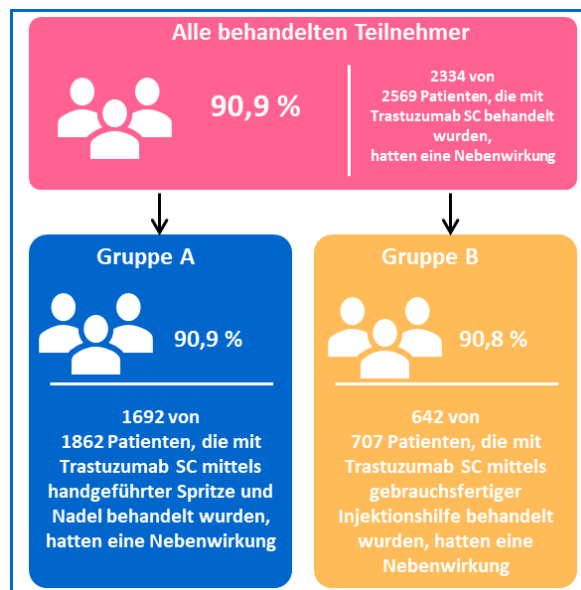 Alle behandelten Teilnehmer
90,9 %
2334 von
2569 Patienten, die mit
Trastuzumab SC behandelt
wurden,
hatten eine Nebenwirkung
Gruppe A
90,9 %
1692 von
1862 Patienten, die mit
Trastuzumab SC mittels
handgeführter Spritze und
Nadel behandelt wurden,
hatten eine Nebenwirkung
Gruppe B
90,8 %
642 von
707 Patienten, die mit
Trastuzumab SC mittels
gebrauchsfertiger
Injektionshilfe behandelt
wurden, hatten eine
Nebenwirkung